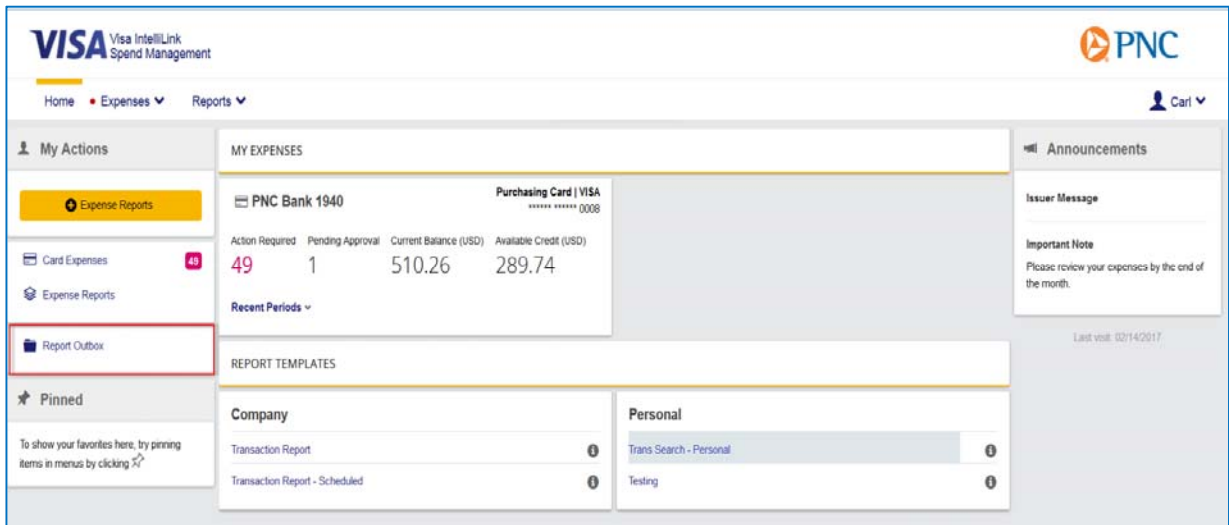 VISA Visa IntelliLink
Spend Management
PNC
Home Expenses Reports
Carl
My Actions
Expense Reports
Card Expenses 49
Expense Reports
Report Outbox
Pinned
To show your favorites here, try pinning
items in menus by clicking
MY EXPENSES
PNC Bank 1940
Purchasing Card | VISA
****** ****** 0008
Action Required Pending Approval Current Balance (USD) Available Credit (USD)
49 1 510.26 289.74
Recent Periods
REPORT TEMPLATES
Company
Transaction Report
Transaction Report - Scheduled
Personal
Trans Search - Personal
Testing
Announcements
Issuer Message
Important Note
Please review your expenses by the end of
the month.
Last visit: 02/14/2017